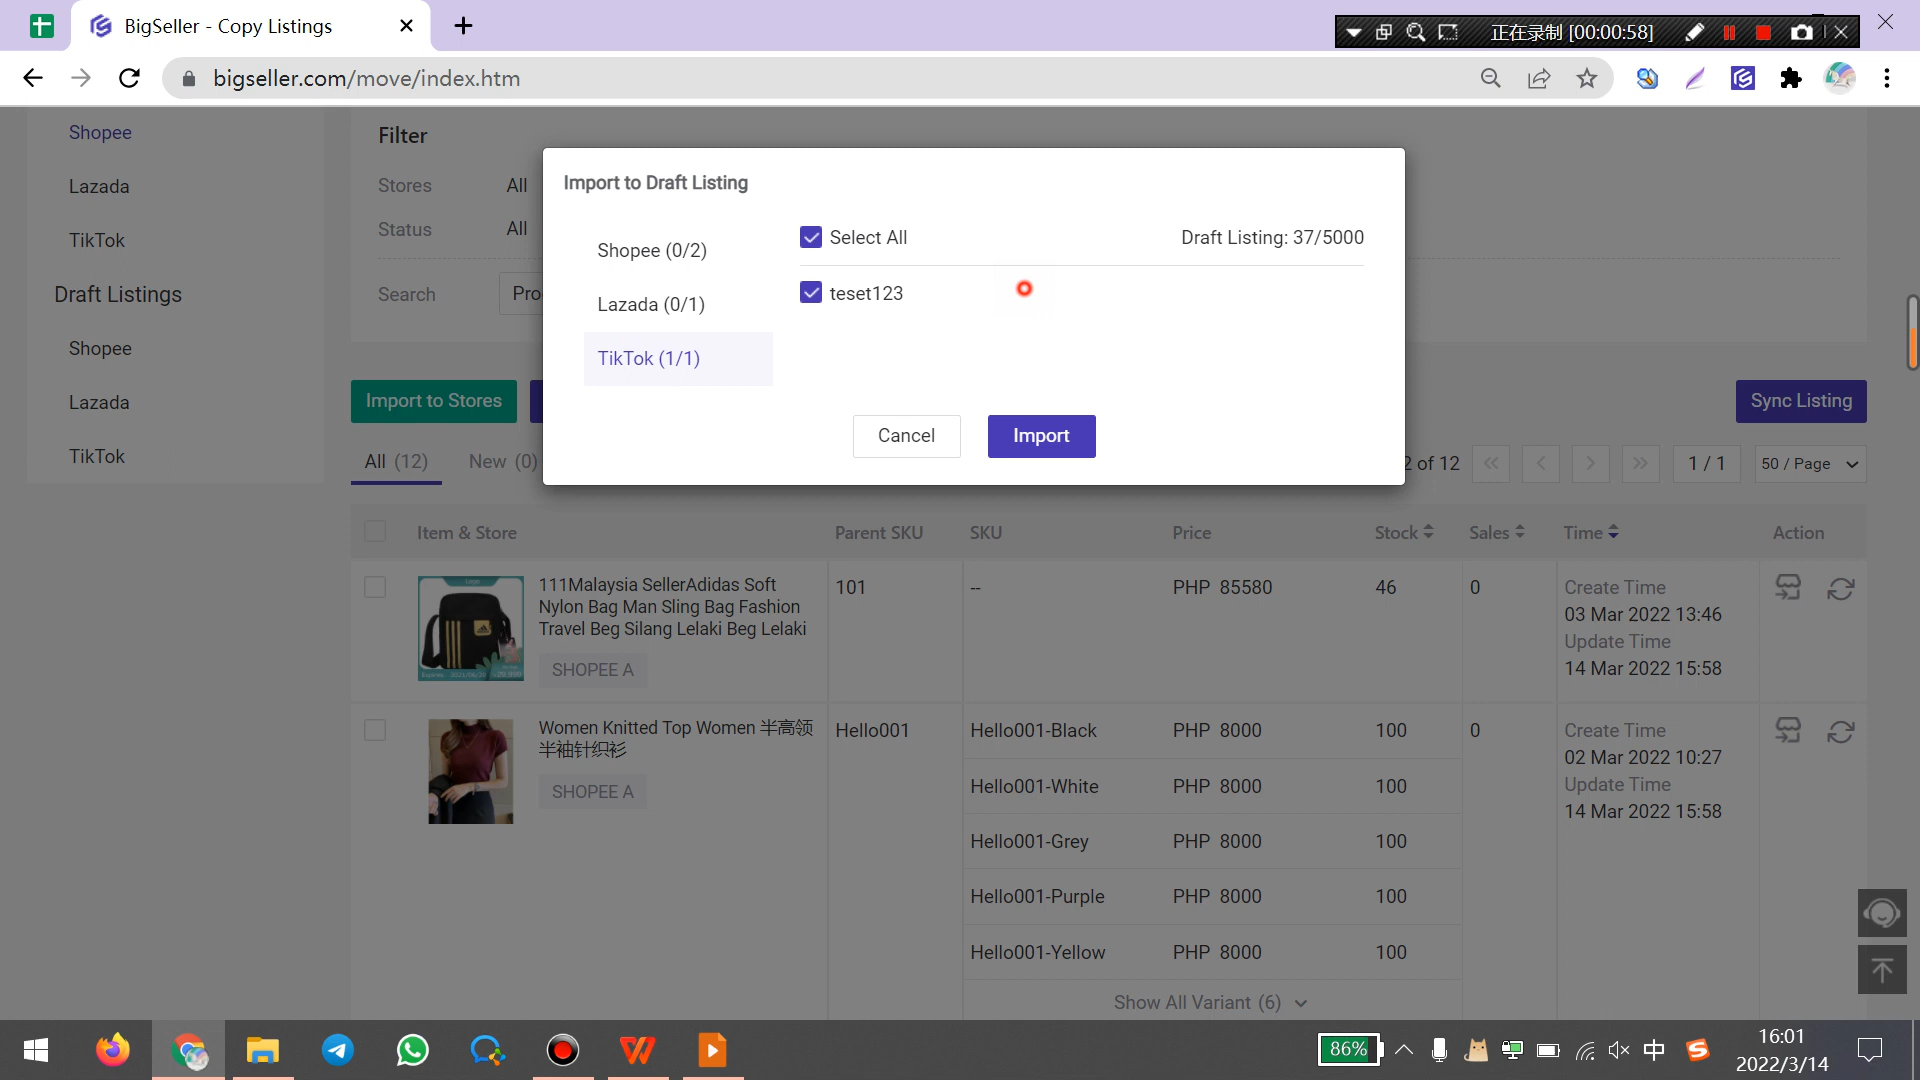 BigSeller - Copy Listings
正在录制 [00:00:58]
bigseller.com/move/index.htm
Shopee
Lazada
TikTok
Draft Listings
Shopee
Lazada
TikTok
Filter
Stores All
Status All
Search Pro
Import to Draft Listing
Shopee (0/2)
Lazada (0/1)
TikTok (1/1)
Select All
Draft Listing: 37/5000
teset123
Cancel
Import
Import to Stores
Sync Listing
All (12) New (0)
2 of 12
1 / 1
50 / Page
Item & Store Parent SKU SKU Price Stock Sales Time Action
111Malaysia SellerAdidas Soft
Nylon Bag Man Sling Bag Fashion
Travel Beg Silang Lelaki Beg Lelaki
SHOPEE A
101
--
PHP 85580
46
0
Create Time
03 Mar 2022 13:46
Update Time
14 Mar 2022 15:58
Women Knitted Top Women 半高领
半袖针织衫
SHOPEE A
Hello001
Hello001-Black PHP 8000 100
0
Create Time
02 Mar 2022 10:27
Update Time
14 Mar 2022 15:58
Hello001-White PHP 8000 100
Hello001-Grey PHP 8000 100
Hello001-Purple PHP 8000 100
Hello001-Yellow PHP 8000 100
Show All Variant (6)
86%
中
16:01
2022/3/14